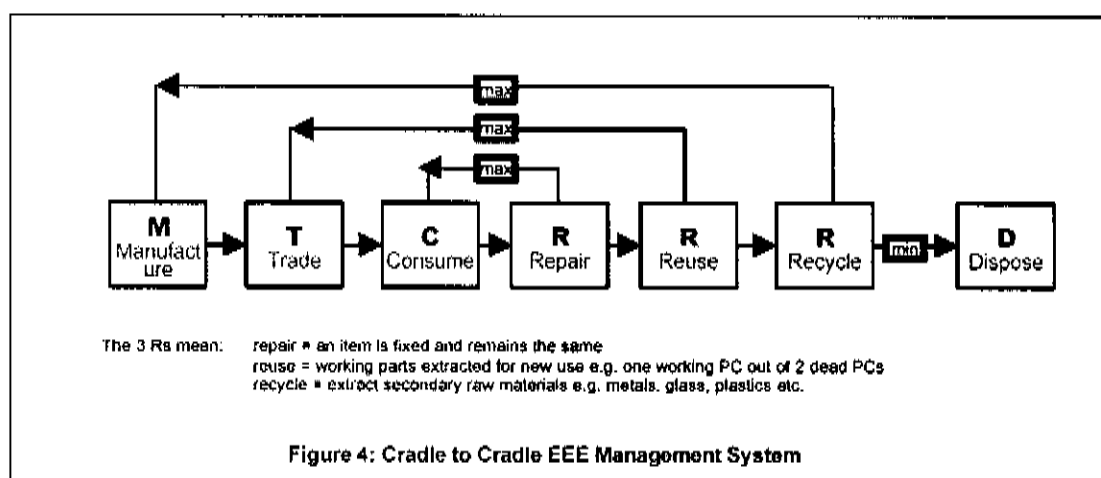 max
max
max
M
Manufact
ure
T
Trade
C
Consume
R
Repair
R
Reuse
R
Recycle
min
D
Dispose
The 3 Rs mean: repair = an item is fixed and remains the same
reuse = working parts extracted for new use e.g. one working PC out of 2 dead PCs
recycle = extract secondary raw materials e.g. metals, glass, plastics etc.
Figure 4: Cradle to Cradle EEE Management System